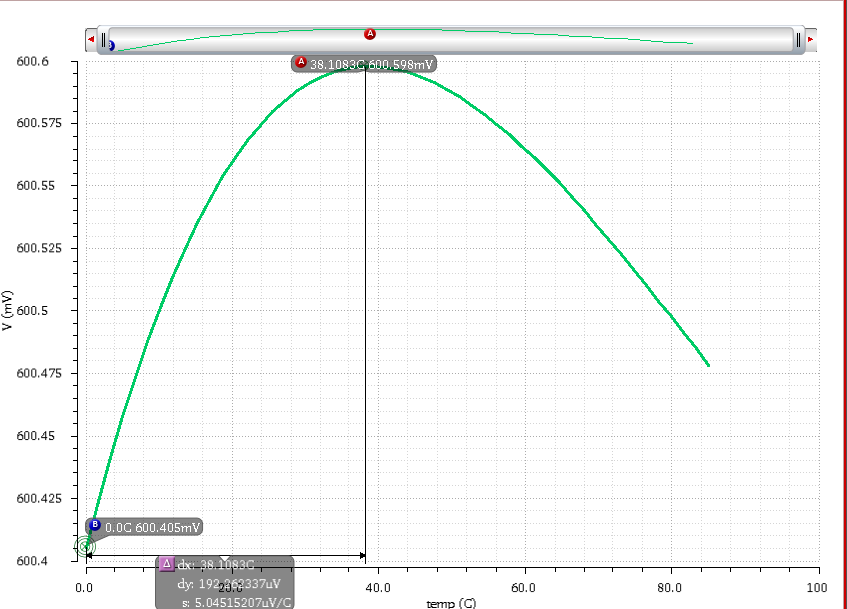 A
B
600.6
A 38.1083C 600.598mV
600.575
600.55
600.525
600.5
V (mV)
600.475
600.45
600.425
B 0.0C 600.405mV
600.4
Δ dx: 38.1083C
0.0 20.0 40.0 60.0 80.0 100
dy: 192.262337uV
s: 5.04515207uV/C
temp (C)